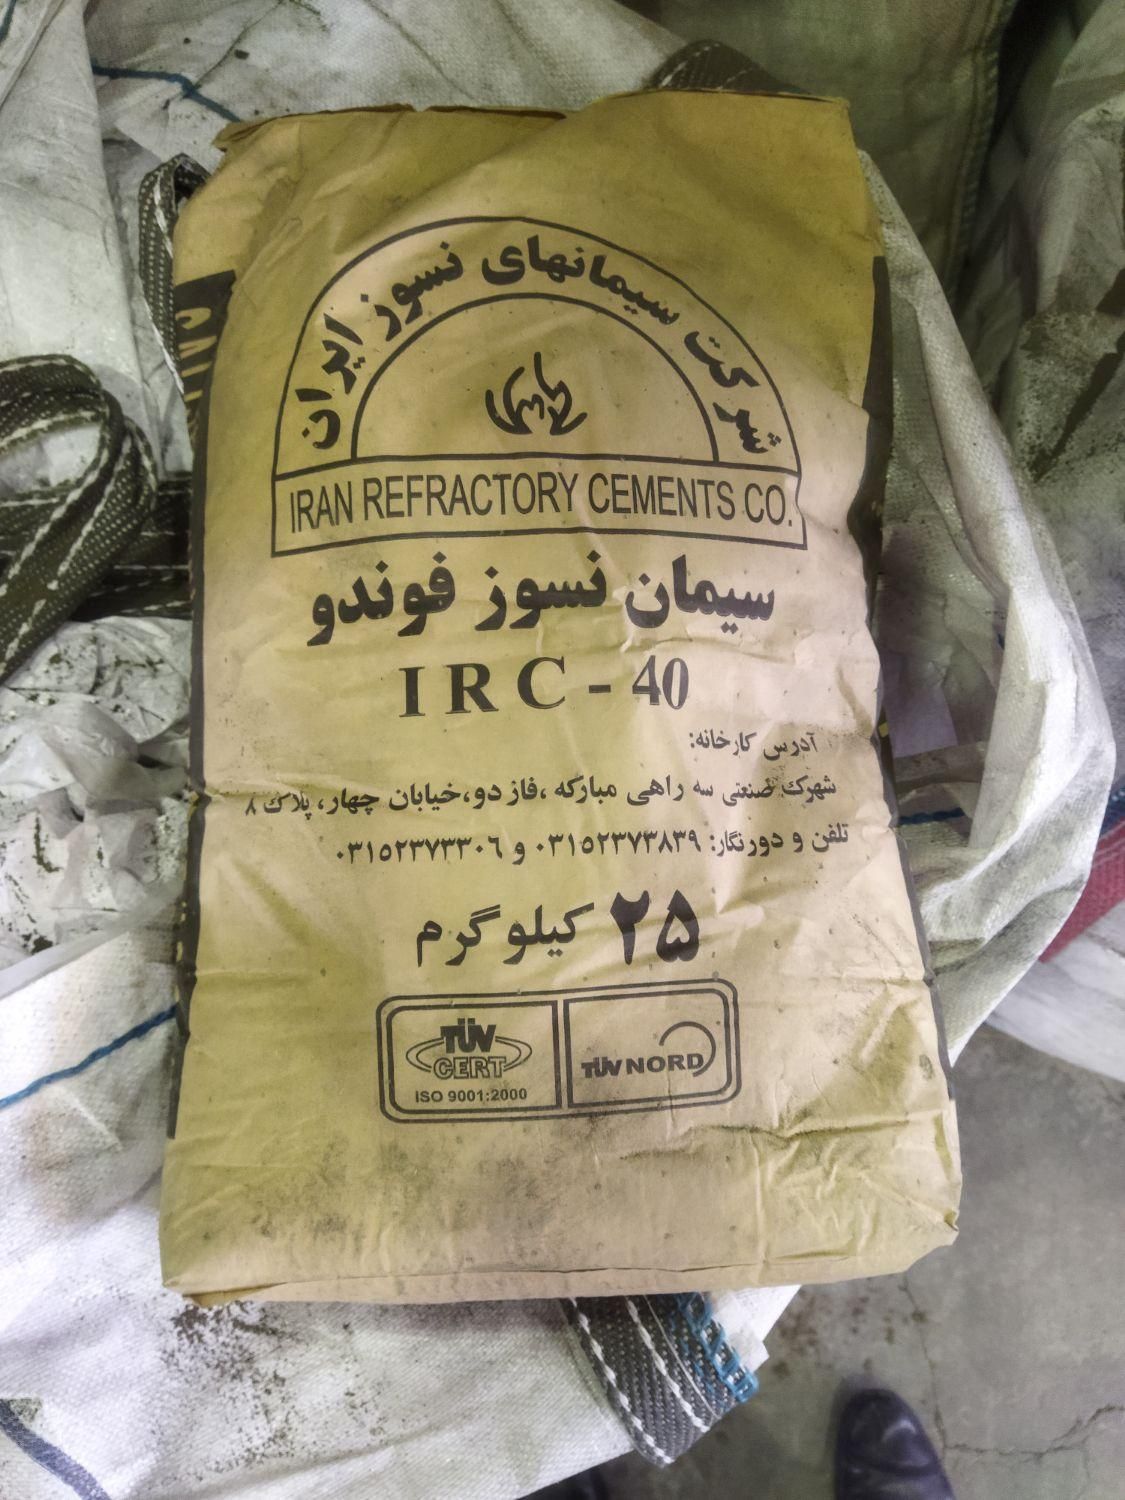 شرکت سیمانهای نسوز ایران
IRAN REFRACTORY CEMENTS CO.
سیمان نسوز فوندو
IRC - 40
آدرس کارخانه:
شهرک صنعتی سه راهی مبارکه ،فاز دو،خیابان چهار، پلاک ۸
تلفن و دورنگار: ۰۳۱۵۲۳۷۳۸۳۹ و ۰۳۱۵۲۳۷۳۳۰۶
۲۵ کیلوگرم
TÜV CERT
ISO 9001:2000
TÜV NORD